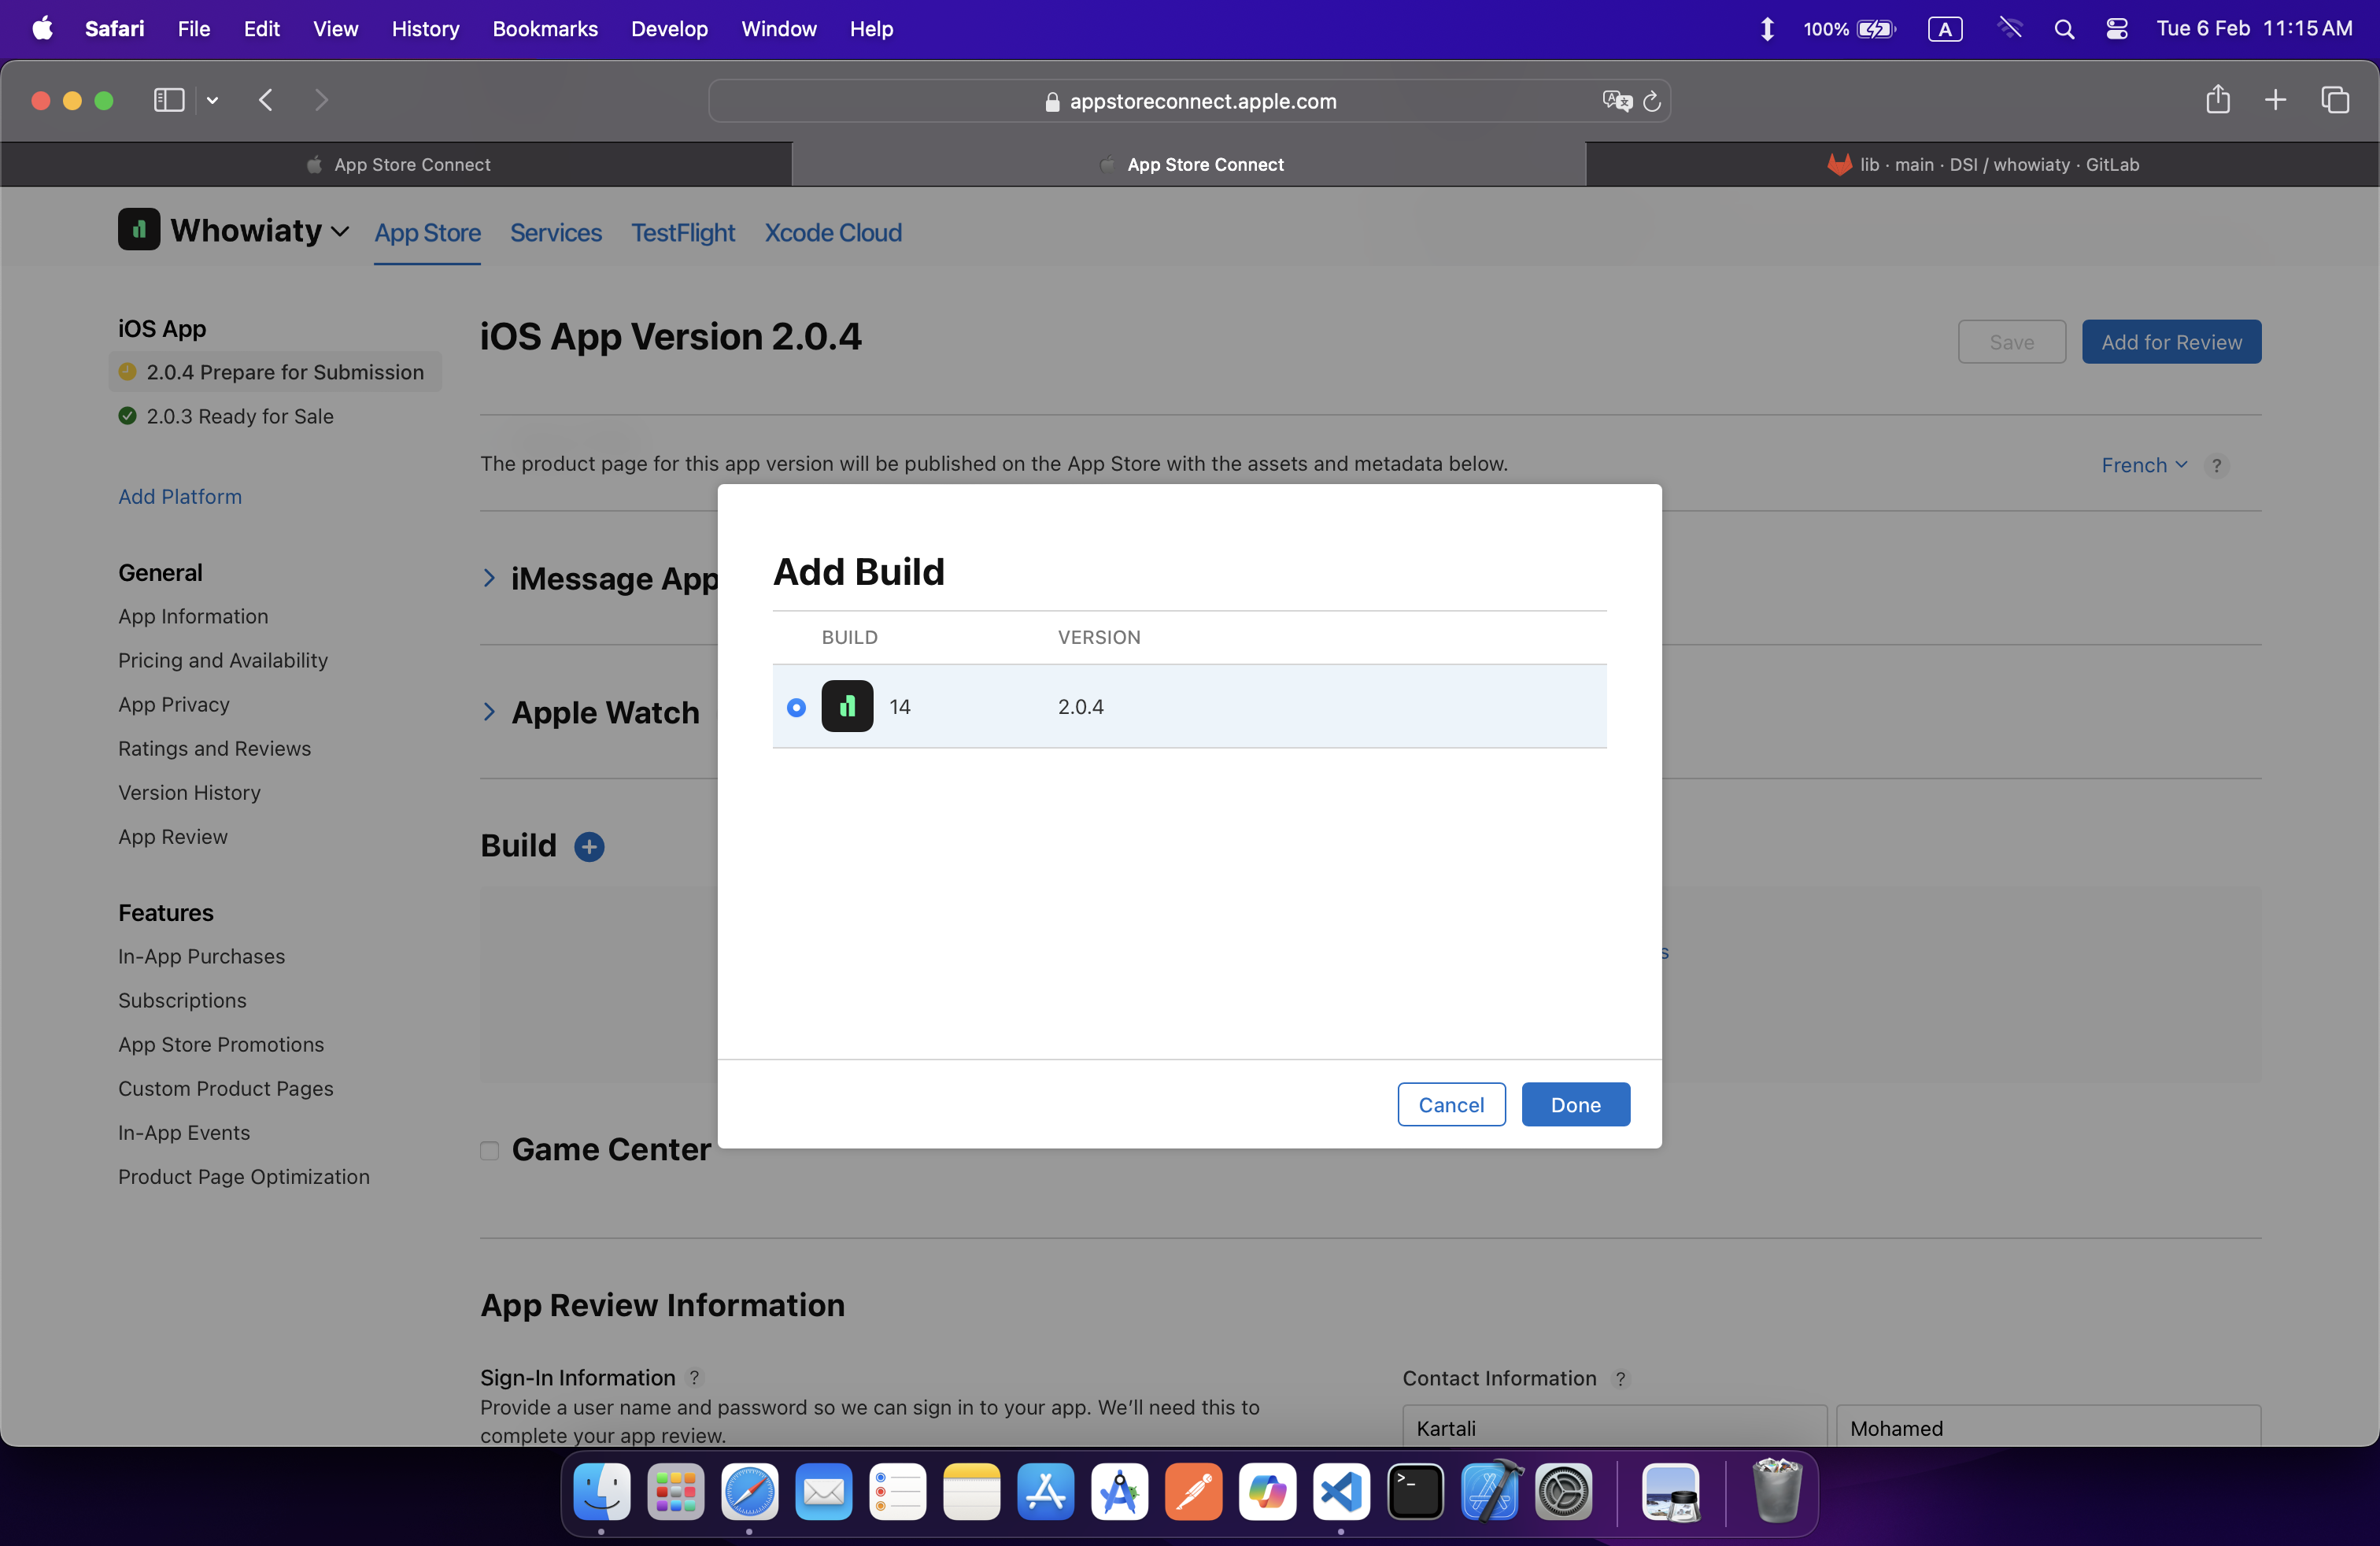 Safari File Edit View History Bookmarks Develop Window Help 100% A Tue 6 Feb 11:15 AM
appstoreconnect.apple.com
App Store Connect
App Store Connect
lib · main · DSI / whowiaty · GitLab
Whowiaty App Store Services TestFlight Xcode Cloud
iOS App
2.0.4 Prepare for Submission
2.0.3 Ready for Sale
Add Platform
General
App Information
Pricing and Availability
App Privacy
Ratings and Reviews
Version History
App Review
Features
In-App Purchases
Subscriptions
App Store Promotions
Custom Product Pages
In-App Events
Product Page Optimization
iOS App Version 2.0.4
Save Add for Review
The product page for this app version will be published on the App Store with the assets and metadata below.
French ?
iMessage App
Apple Watch
Build
s
Game Center
Add Build
BUILD VERSION
14 2.0.4
Cancel Done
App Review Information
Sign-In Information ?
Provide a user name and password so we can sign in to your app. We'll need this to
complete your app review.
Contact Information ?
Kartali Mohamed